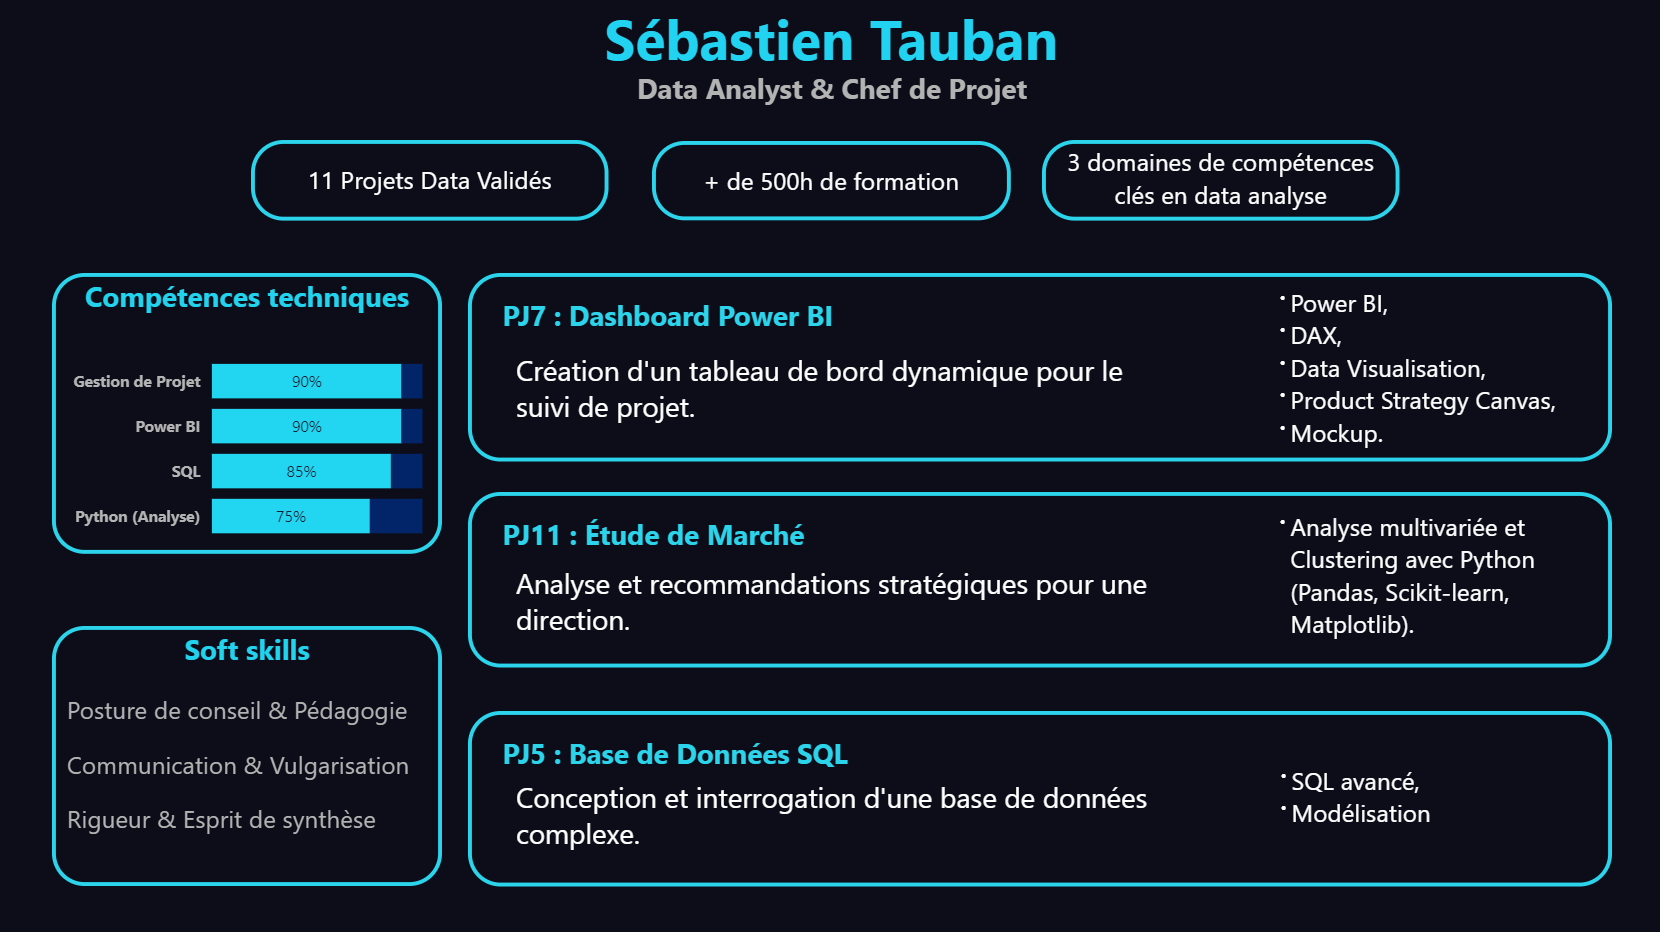 Sébastien Tauban
Data Analyst & Chef de Projet
11 Projets Data Validés
+ de 500h de formation
3 domaines de compétences
clés en data analyse
Compétences techniques
Gestion de Projet 90%
Power BI 90%
SQL 85%
Python (Analyse) 75%
Soft skills
Posture de conseil & Pédagogie
Communication & Vulgarisation
Rigueur & Esprit de synthèse
PJ7 : Dashboard Power BI
Création d'un tableau de bord dynamique pour le
suivi de projet.
• Power BI,
• DAX,
• Data Visualisation,
• Product Strategy Canvas,
• Mockup.
PJ11 : Étude de Marché
Analyse et recommandations stratégiques pour une
direction.
• Analyse multivariée et
Clustering avec Python
(Pandas, Scikit-learn,
Matplotlib).
PJ5 : Base de Données SQL
Conception et interrogation d'une base de données
complexe.
• SQL avancé,
• Modélisation